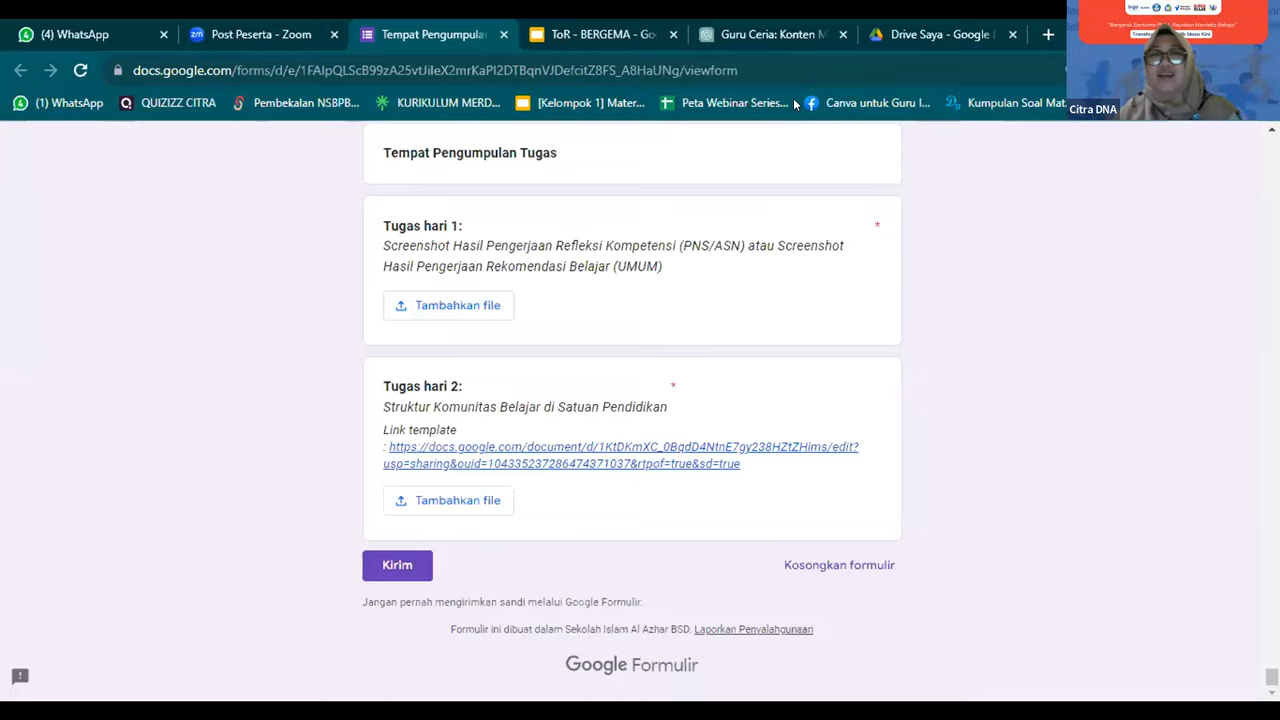 (4) WhatsApp
Post Peserta - Zoom
Tempat Pengumpula
ToR - BERGEMA - Go
Guru Ceria: Konten M
Drive Saya - Google D
docs.google.com/forms/d/e/
/viewform
(1) WhatsApp
QUIZIZZ CITRA
Pembekalan NSBPB...
KURIKULUM MERD...
[Kelompok 1] Mater...
Peta Webinar Series...
Canva untuk Guru I...
Kumpulan Soal Mat
Citra DNA
Tempat Pengumpulan Tugas
Tugas hari 1: *
Screenshot Hasil Pengerjaan Refleksi Kompetensi (PNS/ASN) atau Screenshot
Hasil Pengerjaan Rekomendasi Belajar (UMUM)
Tambahkan file
Tugas hari 2: *
Struktur Komunitas Belajar di Satuan Pendidikan
Link template
: https://docs.google.com/document/d/1KtDKmXC_0BqdD4NtnE7gy238HZtZHims/edit?
usp=sharing&ouid=104335237286474371037&rtpof=true&sd=true
Tambahkan file
Kirim
Kosongkan formulir
Jangan pernah mengirimkan sandi melalui Google Formulir.
Formulir ini dibuat dalam Sekolah Islam Al Azhar BSD. Laporkan Penyalahgunaan
Google Formulir